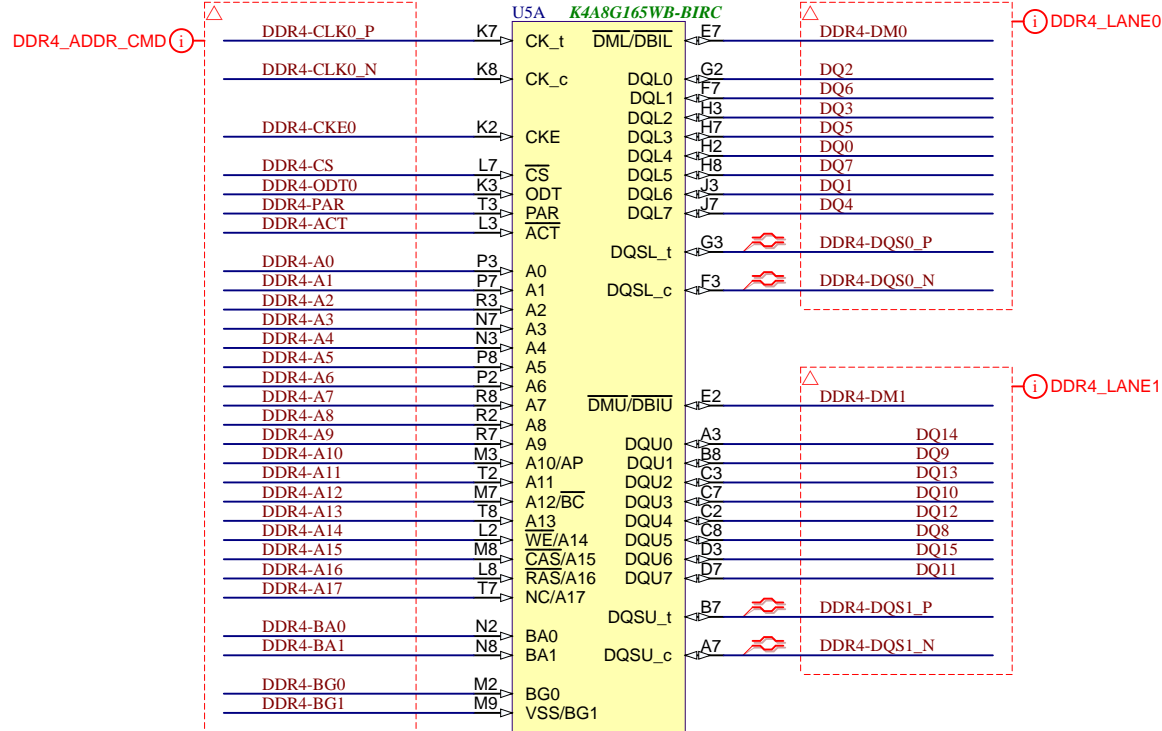 U5A K4A8G165WB-BIRC
DDR4_ADDR_CMD i
DDR4-CLK0_P K7 CK_t
DDR4-CLK0_N K8 CK_c
DDR4-CKE0 K2 CKE
DDR4-CS L7 CS
DDR4-ODT0 K3 ODT
DDR4-PAR T3 PAR
DDR4-ACT L3 ACT
DDR4-A0 P3 A0
DDR4-A1 P7 A1
DDR4-A2 R3 A2
DDR4-A3 N7 A3
DDR4-A4 N3 A4
DDR4-A5 P8 A5
DDR4-A6 P2 A6
DDR4-A7 R8 A7
DDR4-A8 R2 A8
DDR4-A9 R7 A9
DDR4-A10 M3 A10/AP
DDR4-A11 T2 A11
DDR4-A12 M7 A12/BC
DDR4-A13 T8 A13
DDR4-A14 L2 WE/A14
DDR4-A15 M8 CAS/A15
DDR4-A16 L8 RAS/A16
DDR4-A17 T7 NC/A17
DDR4-BA0 N2 BA0
DDR4-BA1 N8 BA1
DDR4-BG0 M2 BG0
DDR4-BG1 M9 VSS/BG1
i DDR4_LANE0
DML/DBIL E7 DDR4-DM0
DQL0 G2 DQ2
DQL1 F7 DQ6
DQL2 H3 DQ3
DQL3 H7 DQ5
DQL4 H2 DQ0
DQL5 H8 DQ7
DQL6 J3 DQ1
DQL7 J7 DQ4
DQSL_t G3 DDR4-DQS0_P
DQSL_c F3 DDR4-DQS0_N
i DDR4_LANE1
DMU/DBIU E2 DDR4-DM1
DQU0 A3 DQ14
DQU1 B8 DQ9
DQU2 C3 DQ13
DQU3 C7 DQ10
DQU4 C2 DQ12
DQU5 C8 DQ8
DQU6 D3 DQ15
DQU7 D7 DQ11
DQSU_t B7 DDR4-DQS1_P
DQSU_c A7 DDR4-DQS1_N